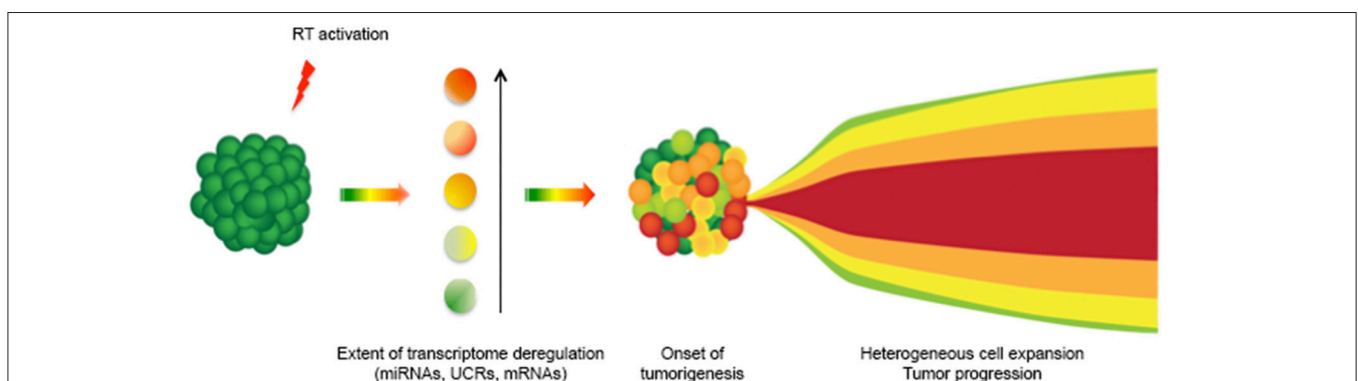 RT activation
Extent of transcriptome deregulation
(miRNAs, UCRs, mRNAs)
Onset of
tumorigenesis
Heterogeneous cell expansion
Tumor progression